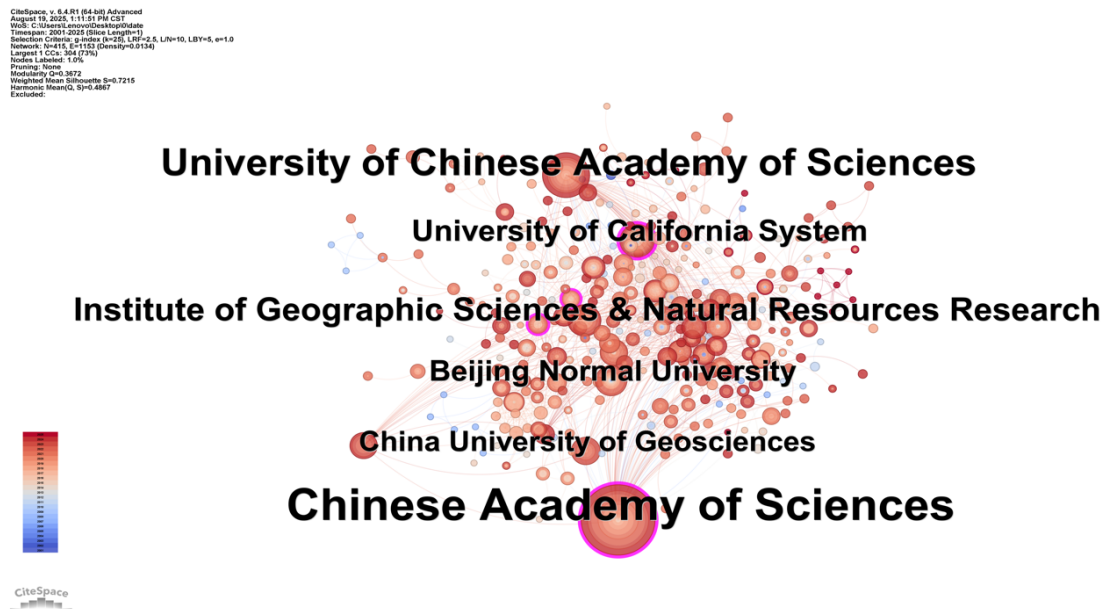 CiteSpace, v. 6.4.R1 (64-bit) Advanced
August 19, 2025, 1:11:51 PM CST
WoS: C:\Users\Lenovo\Desktop\0\date
Timespan: 2001-2025 (Slice Length=1)
Selection Criteria: g-index (k=25), LRF=2.5, L/N=10, LBY=5, e=1.0
Network: N=415, E=1153 (Density=0.0134)
Largest 1 CCs: 304 (73%)
Nodes Labeled: 1.0%
Pruning: None
Modularity Q=0.3672
Weighted Mean Silhouette S=0.7215
Harmonic Mean(Q, S)=0.4867
Excluded:
University of Chinese Academy of Sciences
University of California System
Institute of Geographic Sciences & Natural Resources Research
Beijing Normal University
China University of Geosciences
Chinese Academy of Sciences
CiteSpace